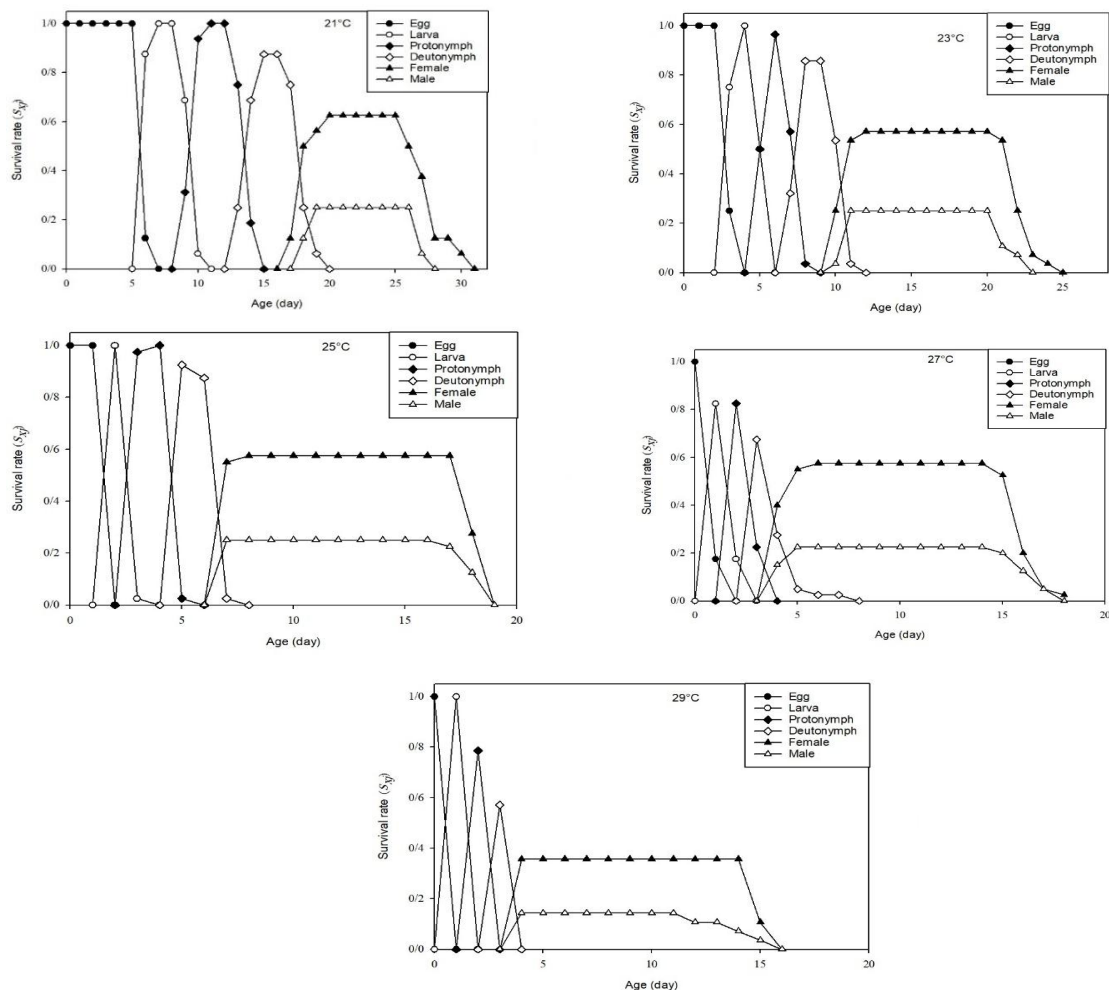 21°C
Egg
Larva
Protonymph
Deutonymph
Female
Male
Survival rate (Sxj)
1/0
0/8
0/6
0/4
0/2
0/0
0 5 10 15 20 25 30
Age (day)
23°C
Egg
Larva
Protonymph
Deutonymph
Female
Male
Survival rate (Sxj)
1/0
0/8
0/6
0/4
0/2
0/0
0 5 10 15 20 25
Age (day)
25°C
Egg
Larva
Protonymph
Deutonymph
Female
Male
Survival rate (Sxj)
1/0
0/8
0/6
0/4
0/2
0/0
0 5 10 15 20
Age (day)
27°C
Egg
Larva
Protonymph
Deutonymph
Female
Male
Survival rate (Sxj)
1/0
0/8
0/6
0/4
0/2
0/0
0 5 10 15 20
Age (day)
29°C
Egg
Larva
Protonymph
Deutonymph
Female
Male
Survival rate (Sxj)
1/0
0/8
0/6
0/4
0/2
0/0
0 5 10 15 20
Age (day)